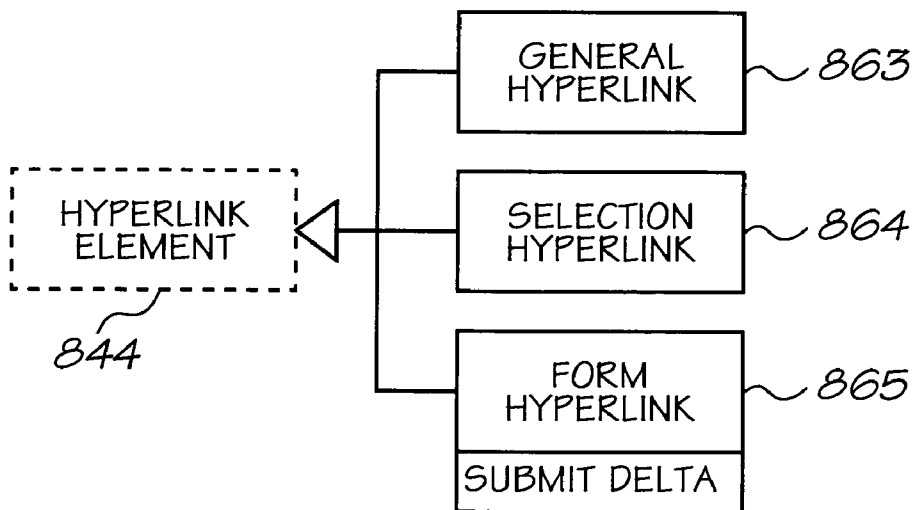 GENERAL
HYPERLINK
863
HYPERLINK
ELEMENT
844
SELECTION
HYPERLINK
864
FORM
HYPERLINK
865
SUBMIT DELTA